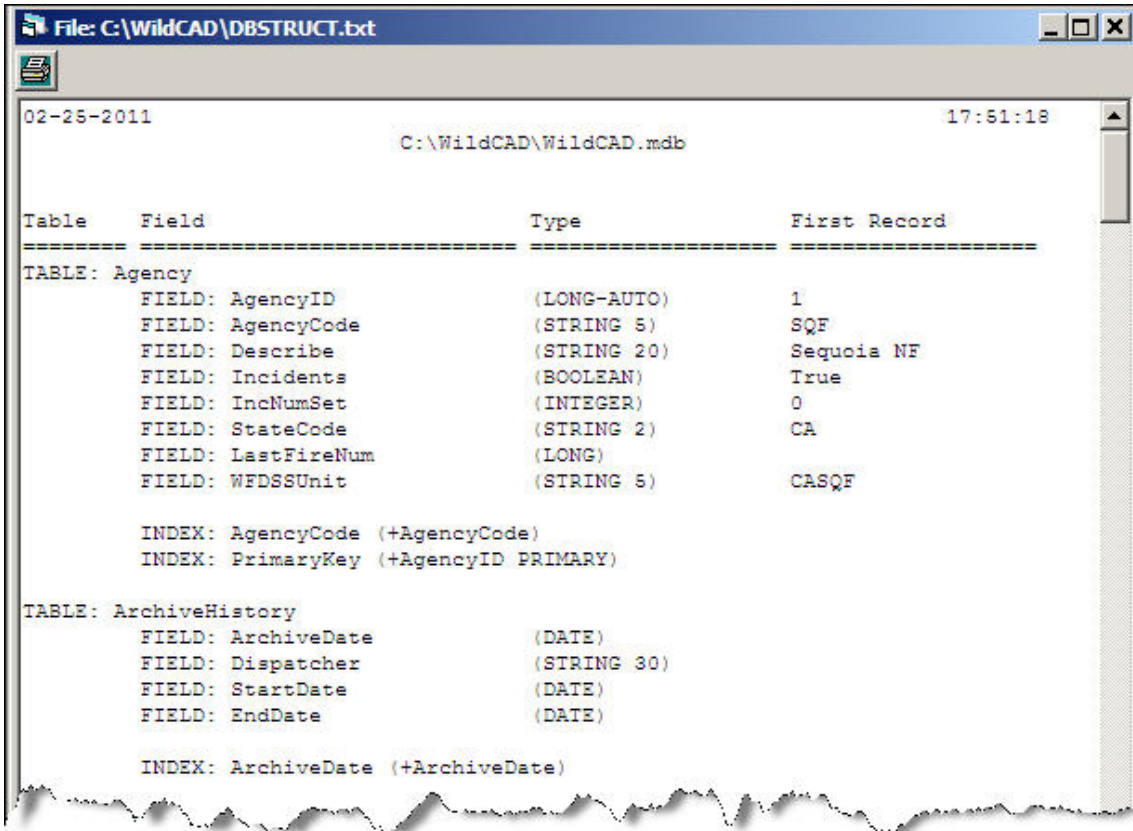 File: C:\WildCAD\DBSTRUCT.txt
02-25-2011 17:51:18
C:\WildCAD\WildCAD.mdb
Table Field Type First Record
======== ============================= =================== ===================
TABLE: Agency
FIELD: AgencyID (LONG-AUTO) 1
FIELD: AgencyCode (STRING 5) SQF
FIELD: Describe (STRING 20) Sequoia NF
FIELD: Incidents (BOOLEAN) True
FIELD: IncNumSet (INTEGER) 0
FIELD: StateCode (STRING 2) CA
FIELD: LastFireNum (LONG)
FIELD: WFDSSUnit (STRING 5) CASQF
INDEX: AgencyCode (+AgencyCode)
INDEX: PrimaryKey (+AgencyID PRIMARY)
TABLE: ArchiveHistory
FIELD: ArchiveDate (DATE)
FIELD: Dispatcher (STRING 30)
FIELD: StartDate (DATE)
FIELD: EndDate (DATE)
INDEX: ArchiveDate (+ArchiveDate)